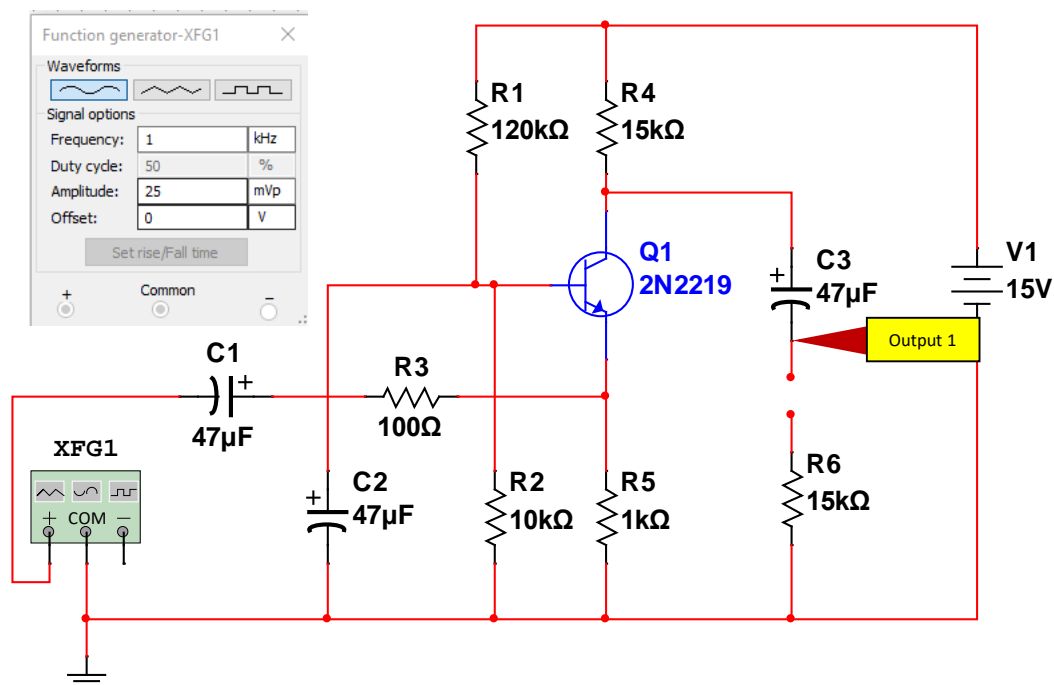 Function generator-XFG1
Waveforms
Signal options
Frequency: 1 kHz
Duty cycle: 50 %
Amplitude: 25 mVp
Offset: 0 V
Set rise/Fall time
+ Common −
R1
120kΩ
R4
15kΩ
Q1
2N2219
C3
+
47µF
V1
15V
Output 1
C1
+
47µF
R3
100Ω
XFG1
+ COM −
C2
+
47µF
R2
10kΩ
R5
1kΩ
R6
15kΩ